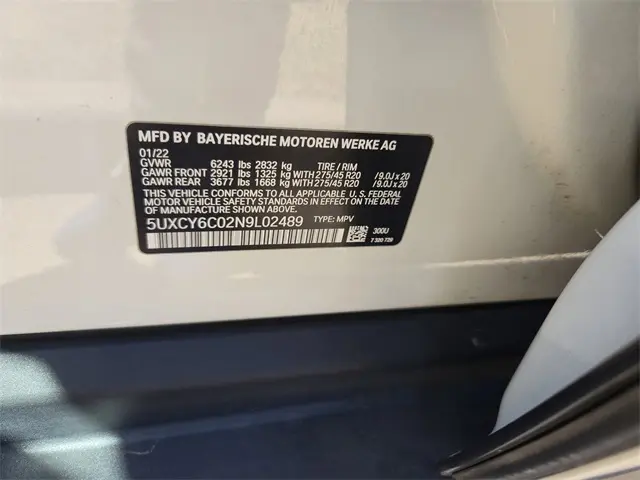 MFD BY BAYERISCHE MOTOREN WERKE AG
01/22
GVWR 6243 lbs 2832 kg TIRE / RIM
GAWR FRONT 2921 lbs 1325 kg WITH 275/45 R20 /9.0J x 20
GAWR REAR 3677 lbs 1668 kg WITH 275/45 R20 /9.0J x 20
THIS VEHICLE CONFORMS TO ALL APPLICABLE U.S. FEDERAL
MOTOR VEHICLE SAFETY STANDARDS IN EFFECT ON THE DATE
OF MANUFACTURE SHOWN ABOVE.
5UXCY6C02N9L02489 TYPE: MPV
300U
7 320 729